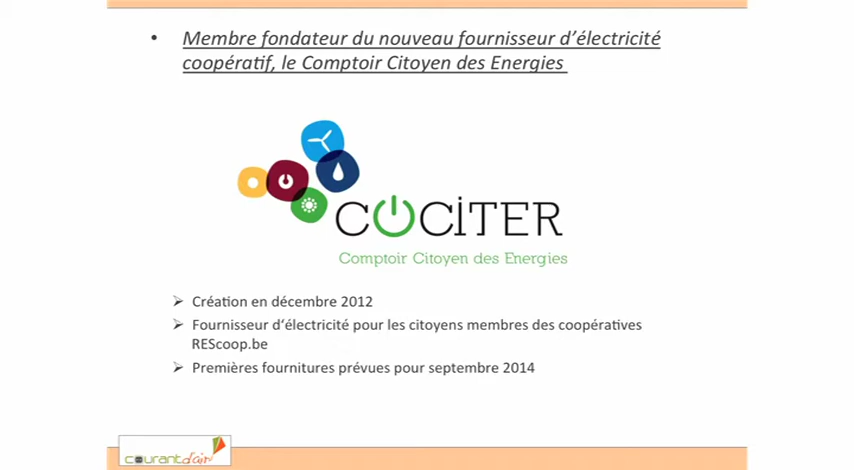 • Membre fondateur du nouveau fournisseur d’électricité
coopératif, le Comptoir Citoyen des Energies
COCITER
Comptoir Citoyen des Energies
➢ Création en décembre 2012
➢ Fournisseur d‘électricité pour les citoyens membres des coopératives
REScoop.be
➢ Premières fournitures prévues pour septembre 2014
courantd'air